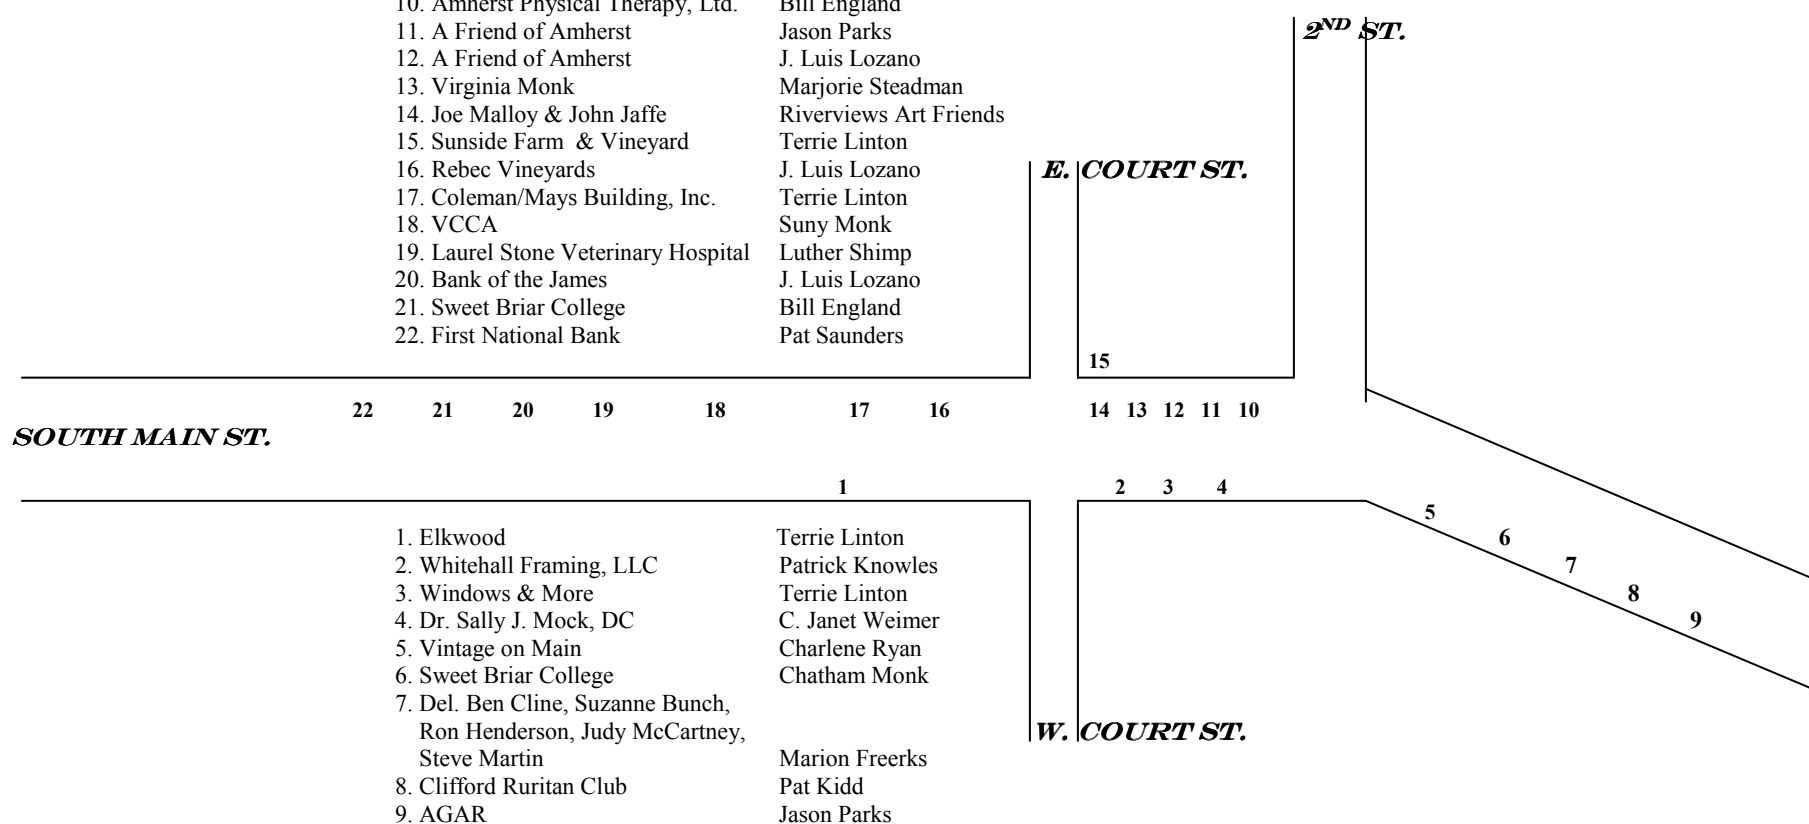 10. Amherst Physical Therapy, Ltd. Bill England
11. A Friend of Amherst Jason Parks
12. A Friend of Amherst J. Luis Lozano
13. Virginia Monk Marjorie Steadman
14. Joe Malloy & John Jaffe Riverviews Art Friends
15. Sunside Farm & Vineyard Terrie Linton
16. Rebec Vineyards J. Luis Lozano
17. Coleman/Mays Building, Inc. Terrie Linton
18. VCCA Suny Monk
19. Laurel Stone Veterinary Hospital Luther Shimp
20. Bank of the James J. Luis Lozano
21. Sweet Briar College Bill England
22. First National Bank Pat Saunders
2ND ST.
E. COURT ST.
15
22 21 20 19 18 17 16 14 13 12 11 10
SOUTH MAIN ST.
1 2 3 4
5
6
7
8
9
1. Elkwood Terrie Linton
2. Whitehall Framing, LLC Patrick Knowles
3. Windows & More Terrie Linton
4. Dr. Sally J. Mock, DC C. Janet Weimer
5. Vintage on Main Charlene Ryan
6. Sweet Briar College Chatham Monk
7. Del. Ben Cline, Suzanne Bunch,
Ron Henderson, Judy McCartney,
Steve Martin Marion Freerks
8. Clifford Ruritan Club Pat Kidd
9. AGAR Jason Parks
W. COURT ST.